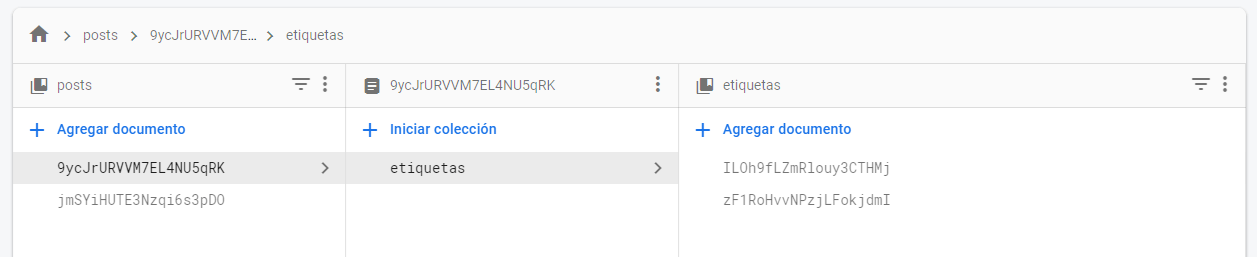 posts 9ycJrURVVM7E... etiquetas
posts 9ycJrURVVM7EL4NU5qRK etiquetas
Agregar documento Iniciar colección Agregar documento
9ycJrURVVM7EL4NU5qRK etiquetas ILOh9fLZmRlouy3CTHMj
jmSYiHUTE3Nzqi6s3pDO zF1RoHvvNPzjLFokjdmI